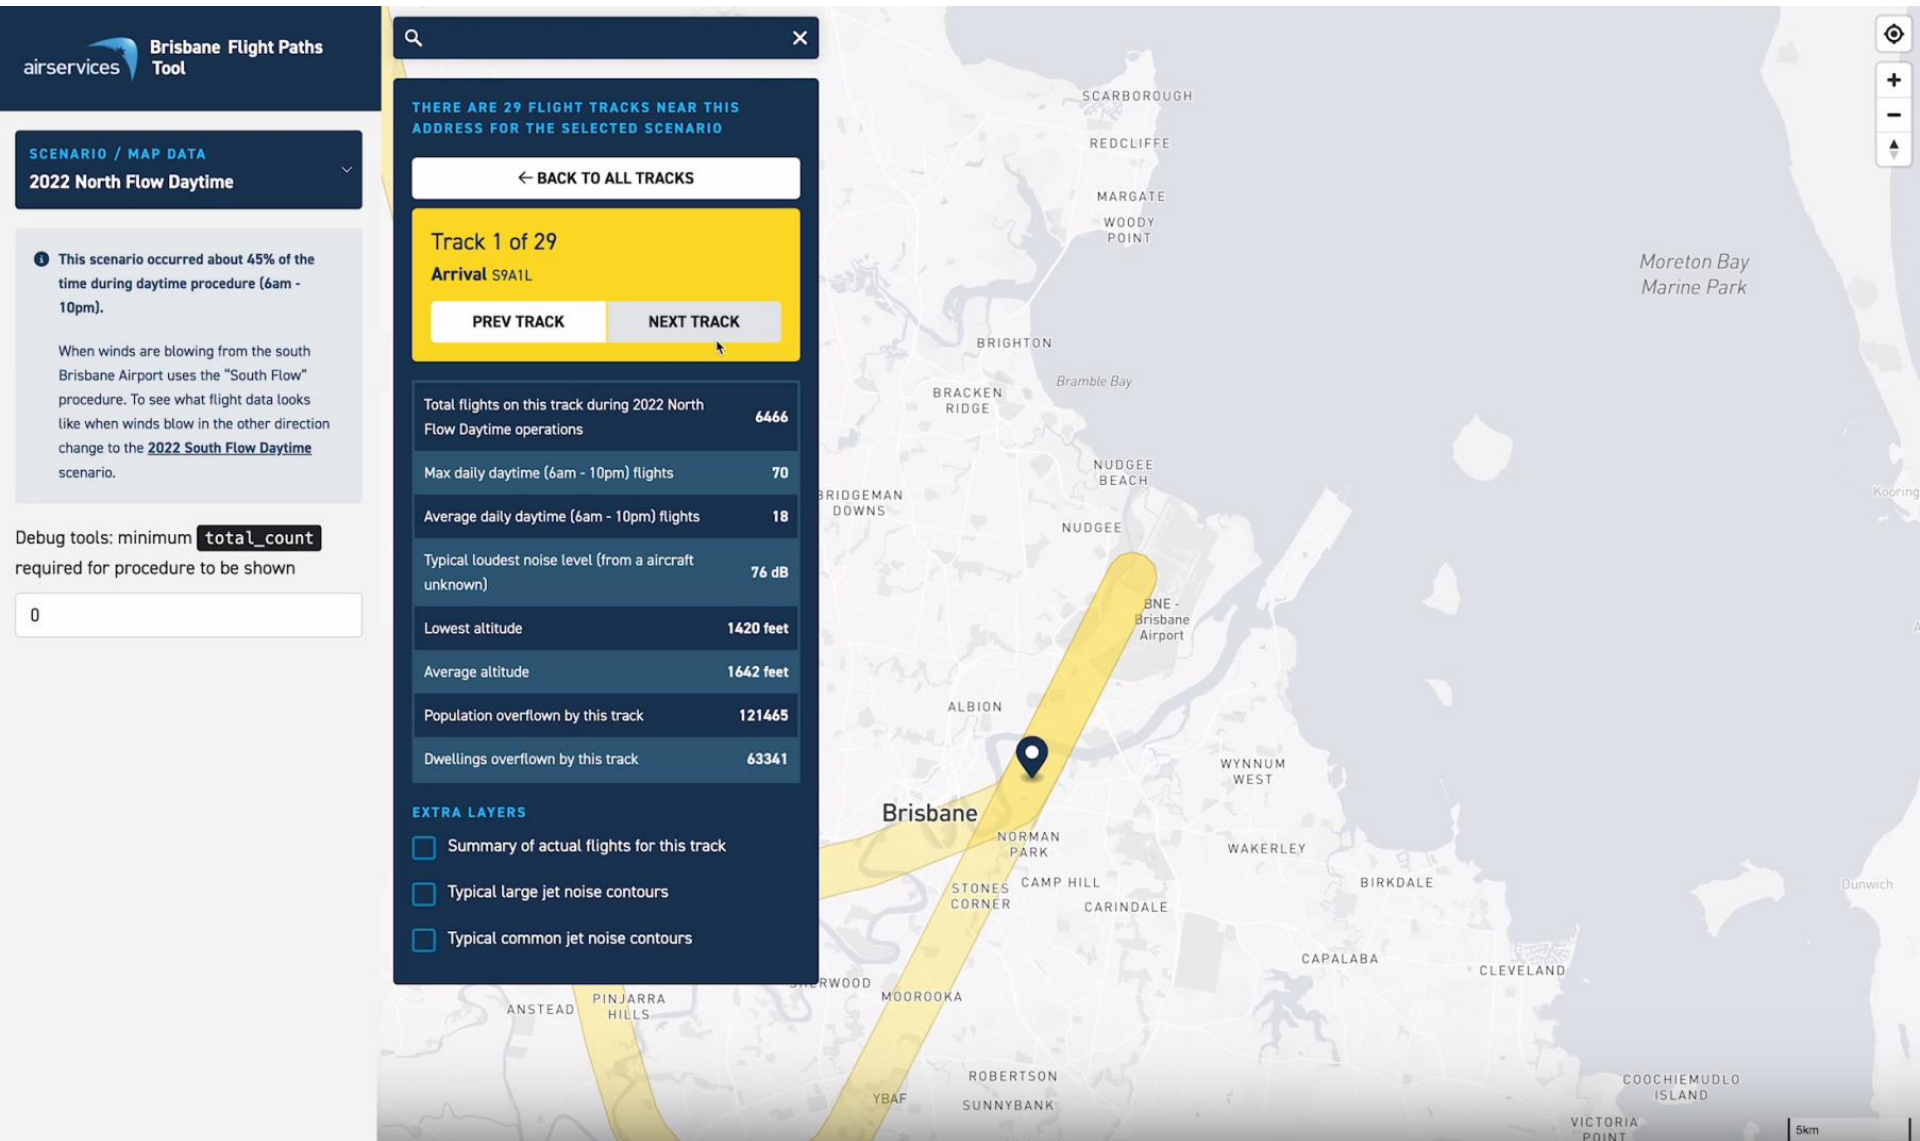 airservices
Brisbane Flight Paths
Tool
SCENARIO / MAP DATA
2022 North Flow Daytime
This scenario occurred about 45% of the
time during daytime procedure (6am -
10pm).
When winds are blowing from the south
Brisbane Airport uses the "South Flow"
procedure. To see what flight data looks
like when winds blow in the other direction
change to the 2022 South Flow Daytime
scenario.
Debug tools: minimum total_count
required for procedure to be shown
0
THERE ARE 29 FLIGHT TRACKS NEAR THIS
ADDRESS FOR THE SELECTED SCENARIO
← BACK TO ALL TRACKS
Track 1 of 29
Arrival S9A1L
PREV TRACK
NEXT TRACK
Total flights on this track during 2022 North
Flow Daytime operations
6466
Max daily daytime (6am - 10pm) flights 70
Average daily daytime (6am - 10pm) flights 18
Typical loudest noise level (from a aircraft
unknown)
76 dB
Lowest altitude 1420 feet
Average altitude 1642 feet
Population overflown by this track 121465
Dwellings overflown by this track 63341
EXTRA LAYERS
Summary of actual flights for this track
Typical large jet noise contours
Typical common jet noise contours
SCARBOROUGH
REDCLIFFE
MARGATE
WOODY
POINT
Moreton Bay
Marine Park
BRIGHTON
Bramble Bay
BRACKEN
RIDGE
NUDGEE
BEACH
BRIDGEMAN
DOWNS
Kooring
NUDGEE
BNE -
Brisbane
Airport
ALBION
WYNNUM
WEST
Brisbane
NORMAN
PARK
WAKERLEY
STONES
CORNER
CAMP HILL
CARINDALE
BIRKDALE
Dunwich
CAPALABA
CLEVELAND
RWOOD
MOOROOKA
ANSTEAD
PINJARRA
HILLS
ROBERTSON
YBAF
SUNNYBANK
COOCHIEMUDLO
ISLAND
VICTORIA
POINT
5km